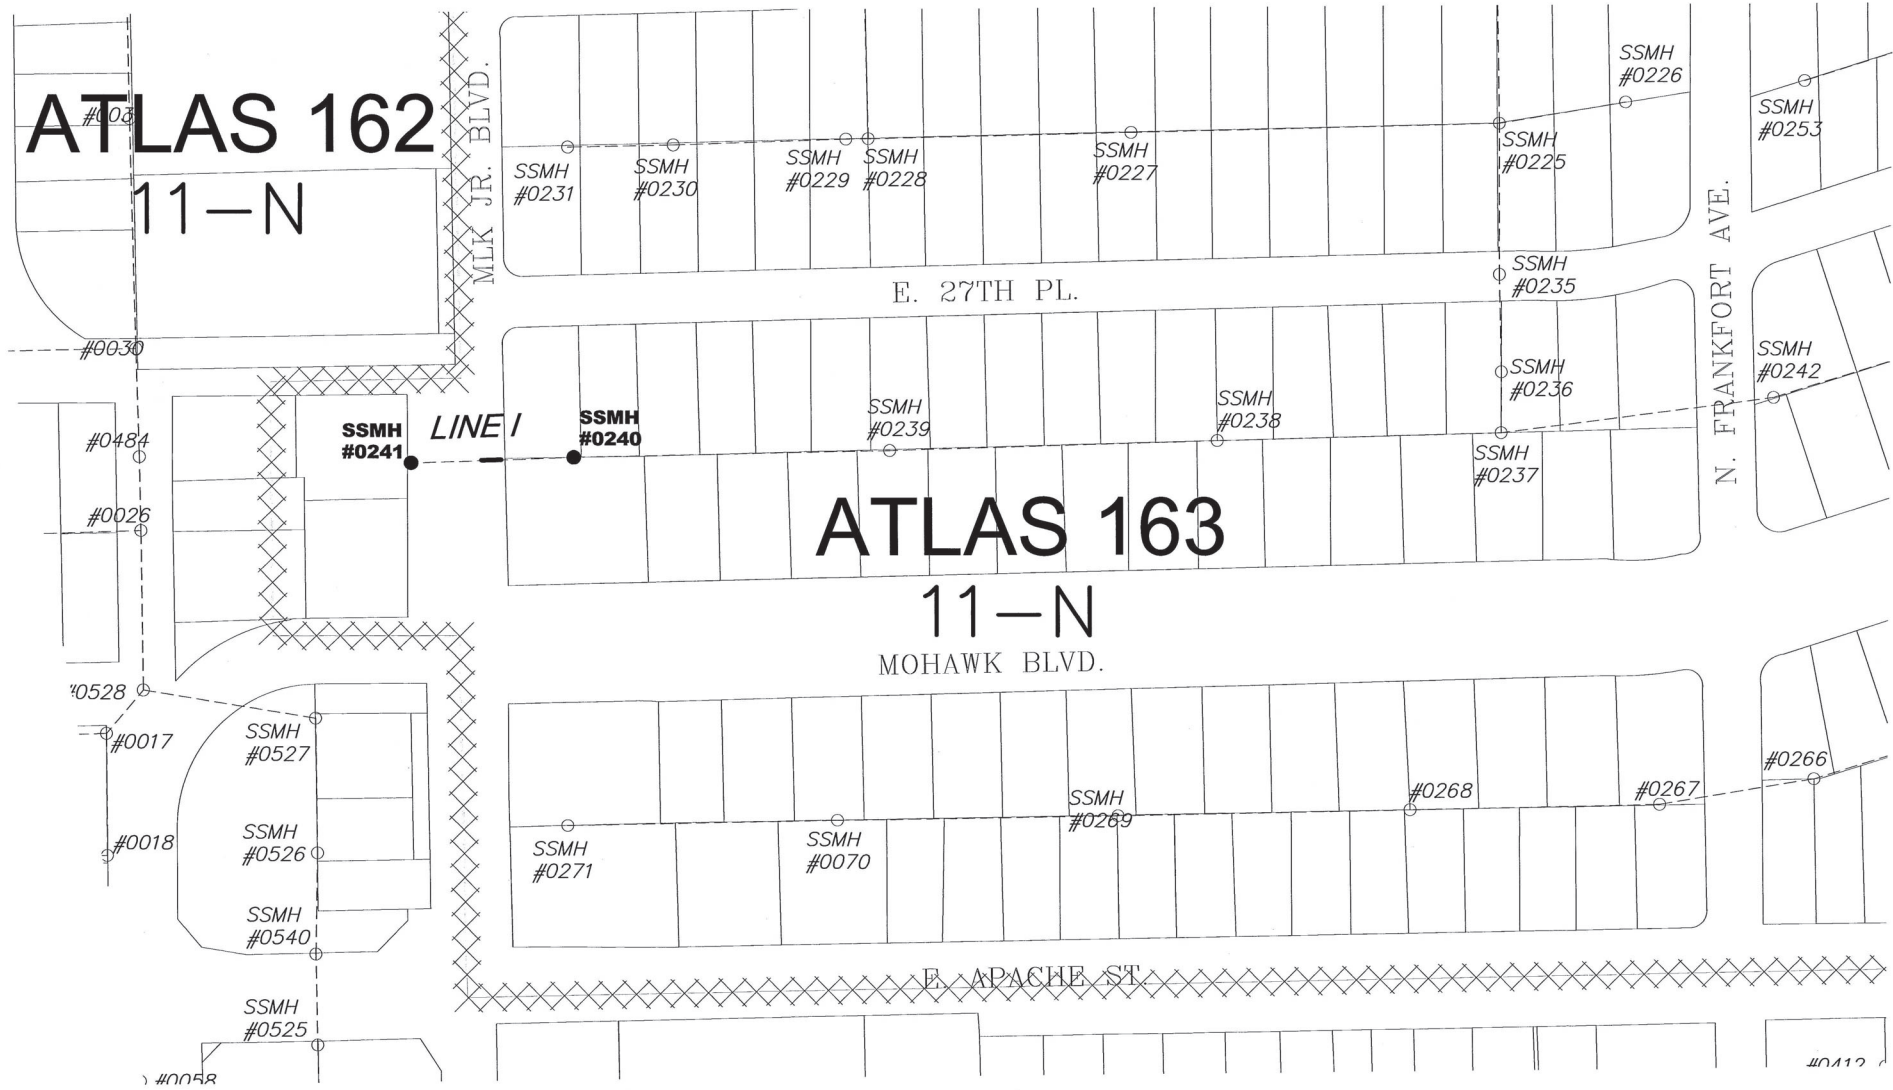 ATLAS 162
11-N
MLK JR. BLVD.
SSMH
#0226
SSMH
#0253
SSMH
#0231
SSMH
#0230
SSMH
#0229
SSMH
#0228
SSMH
#0227
SSMH
#0225
N. FRANKFORT AVE.
E. 27TH PL.
SSMH
#0235
#0030
SSMH
#0236
SSMH
#0242
#0484
SSMH
#0241
LINE I
SSMH
#0240
SSMH
#0239
SSMH
#0238
SSMH
#0237
#0026
ATLAS 163
11-N
MOHAWK BLVD.
#0528
#0017
SSMH
#0527
#0018
SSMH
#0526
SSMH
#0271
SSMH
#0070
SSMH
#0269
#0268
#0267
#0266
SSMH
#0540
E. APACHE ST.
SSMH
#0525
#0058
#0412